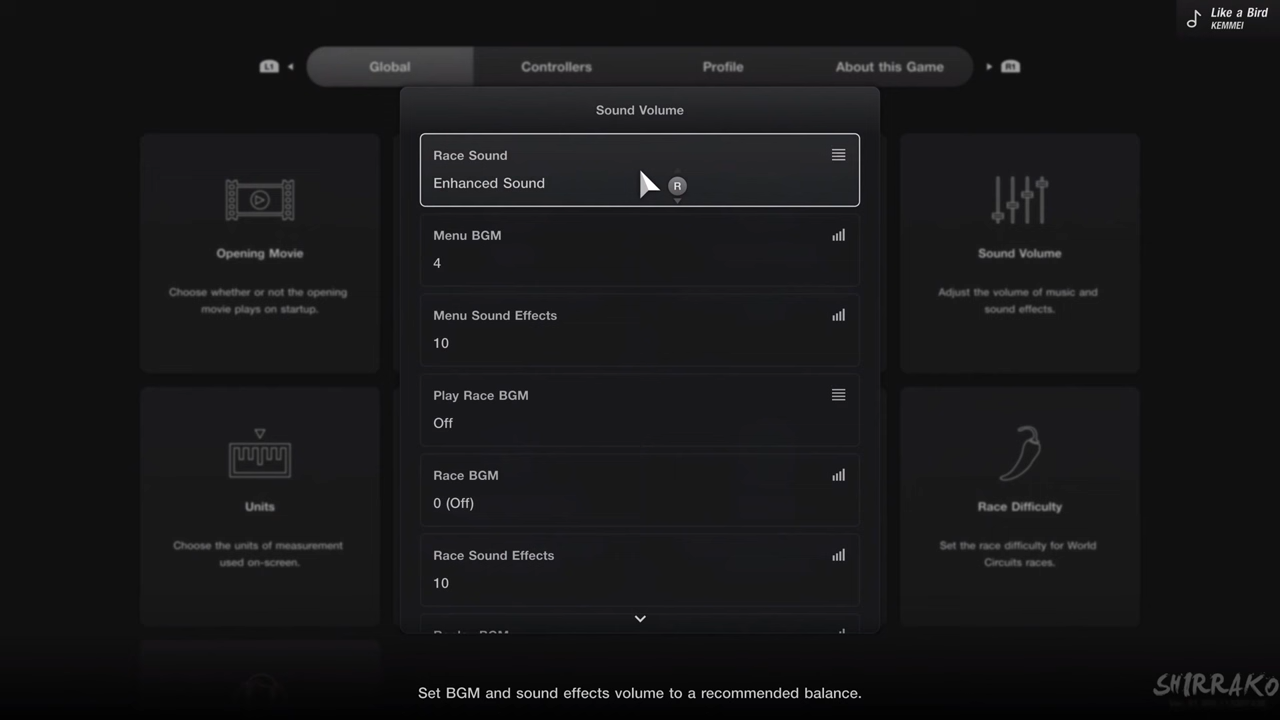 Like a Bird
KEMMEI
L1
Global
Controllers
Profile
About this Game
R1
Sound Volume
Race Sound
Enhanced Sound
R
Menu BGM
4
Menu Sound Effects
10
Play Race BGM
Off
Race BGM
0 (Off)
Race Sound Effects
10
Opening Movie
Choose whether or not the opening
movie plays on startup.
Sound Volume
Adjust the volume of music and
sound effects.
Units
Choose the units of measurement
used on-screen.
Race Difficulty
Set the race difficulty for World
Circuits races.
Set BGM and sound effects volume to a recommended balance.
SHIRRAKO